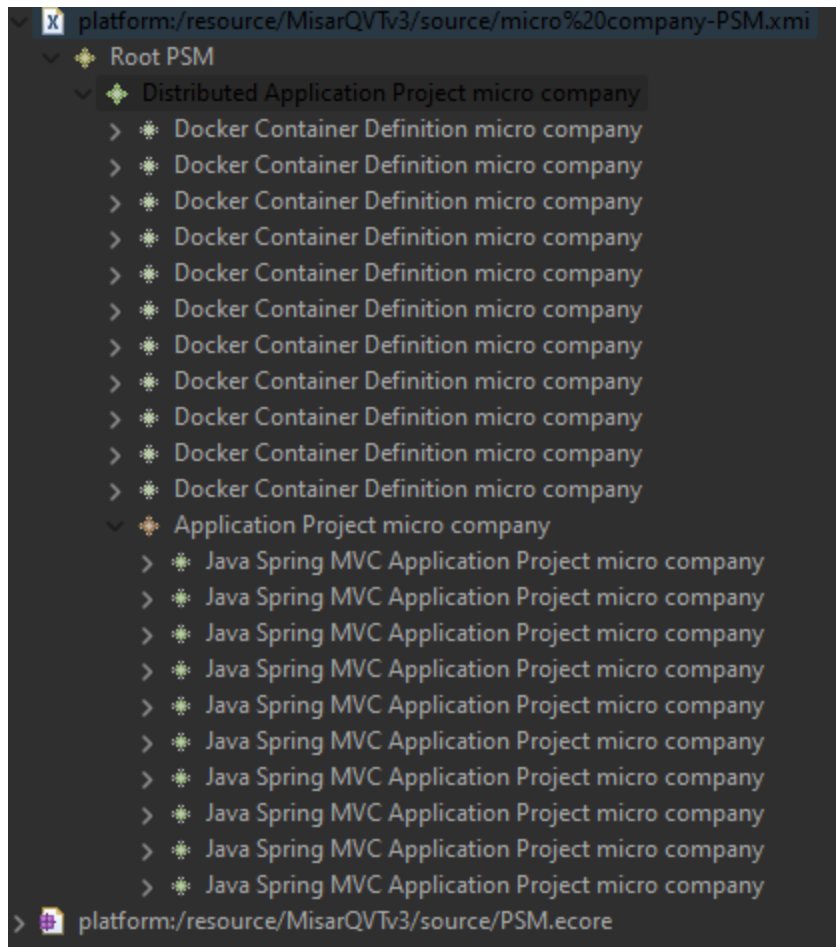 platform:/resource/MisarQVTv3/source/micro%20company-PSM.xmi
Root PSM
Distributed Application Project micro company
Docker Container Definition micro company
Docker Container Definition micro company
Docker Container Definition micro company
Docker Container Definition micro company
Docker Container Definition micro company
Docker Container Definition micro company
Docker Container Definition micro company
Docker Container Definition micro company
Docker Container Definition micro company
Docker Container Definition micro company
Docker Container Definition micro company
Application Project micro company
Java Spring MVC Application Project micro company
Java Spring MVC Application Project micro company
Java Spring MVC Application Project micro company
Java Spring MVC Application Project micro company
Java Spring MVC Application Project micro company
Java Spring MVC Application Project micro company
Java Spring MVC Application Project micro company
Java Spring MVC Application Project micro company
Java Spring MVC Application Project micro company
Java Spring MVC Application Project micro company
platform:/resource/MisarQVTv3/source/PSM.ecore